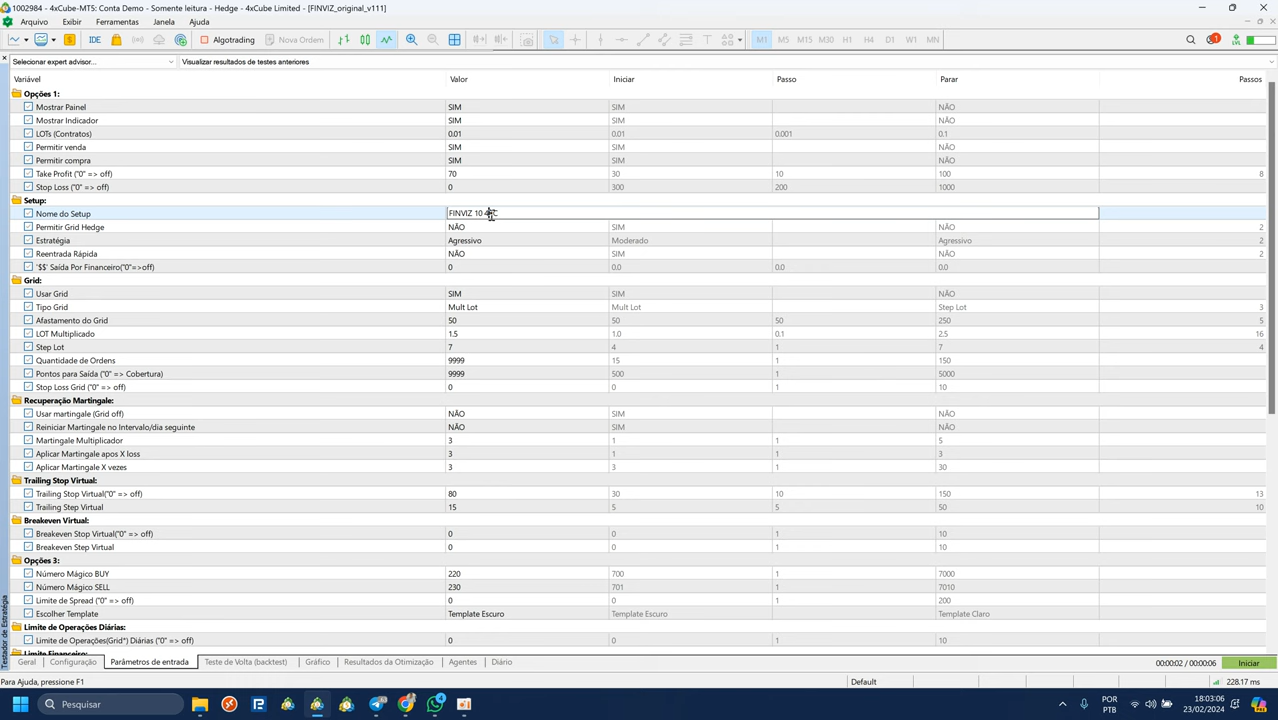 1002984 - 4xCube-MT5: Conta Demo - Somente leitura - Hedge - 4xCube Limited - [FINVIZ_original_v111]
Arquivo Exibir Ferramentas Janela Ajuda
IDE Algotrading Nova Ordem M1 M5 M15 M30 H1 H4 D1 W1 MN 1
Selecionar expert advisor... Visualizar resultados de testes anteriores
Variável Valor Iniciar Passo Parar Passos
Opções 1:
Mostrar Painel SIM SIM NÃO
Mostrar Indicador SIM SIM NÃO
LOTs (Contratos) 0.01 0.01 0.001 0.1
Permitir venda SIM SIM NÃO
Permitir compra SIM SIM NÃO
Take Profit ("0" => off) 70 30 10 100 8
Stop Loss ("0" => off) 0 300 200 1000
Setup:
Nome do Setup FINVIZ 10
Permitir Grid Hedge NÃO SIM NÃO 2
Estratégia Agressivo Moderado Agressivo 2
Reentrada Rápida NÃO SIM NÃO 2
'$$' Saída Por Financeiro("0"=>off) 0 0.0 0.0 0.0
Grid:
Usar Grid SIM SIM NÃO
Tipo Grid Mult Lot Mult Lot Step Lot 3
Afastamento do Grid 50 50 50 250 5
LOT Multiplicado 1.5 1.0 0.1 2.5 16
Step Lot 7 4 1 7 4
Quantidade de Ordens 9999 15 1 150
Pontos para Saída ("0" => Cobertura) 9999 500 1 5000
Stop Loss Grid ("0" => off) 0 0 1 10
Recuperação Martingale:
Usar martingale (Grid off) NÃO SIM NÃO
Reiniciar Martingale no Intervalo/dia seguinte NÃO SIM NÃO
Martingale Multiplicador 3 1 1 5
Aplicar Martingale apos X loss 3 1 1 3
Aplicar Martingale X vezes 3 3 1 30
Trailing Stop Virtual:
Trailing Stop Virtual("0" => off) 80 30 10 150 13
Trailing Step Virtual 15 5 5 50 10
Breakeven Virtual:
Breakeven Stop Virtual("0" => off) 0 0 1 10
Breakeven Step Virtual 0 0 1 10
Opções 3:
Número Mágico BUY 220 700 1 7000
Número Mágico SELL 230 701 1 7010
Limite de Spread ("0" => off) 0 0 1 200
Escolher Template Template Escuro Template Escuro Template Claro
Limite de Operações Diárias:
Limite de Operações(Grid*) Diárias ("0" => off) 0 0 1 10
Limite Financeiro:
Testador de Estratégia
Geral Configuração Parâmetros de entrada Teste de Volta (backtest) Gráfico Resultados da Otimização Agentes Diário 00:00:02 / 00:00:06 Iniciar
Para Ajuda, pressione F1 Default 228.17 ms
Pesquisar POR PTB 18:03:06 23/02/2024